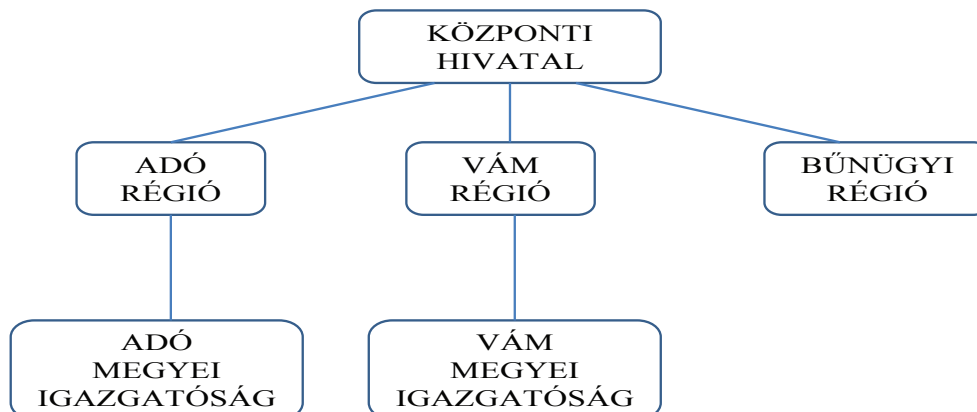 KÖZPONTI
HIVATAL
ADÓ
RÉGIÓ
VÁM
RÉGIÓ
BŰNÜGYI
RÉGIÓ
ADÓ
MEGYEI
IGAZGATÓSÁG
VÁM
MEGYEI
IGAZGATÓSÁG